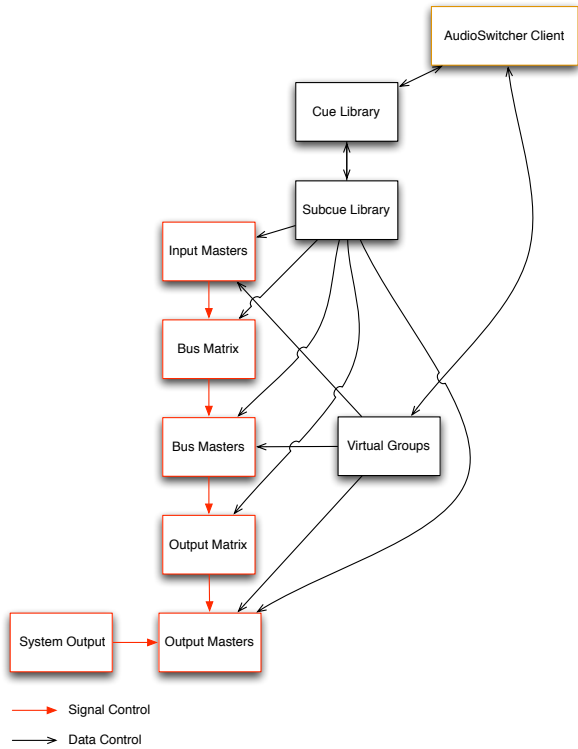 AudioSwitcher Client
Cue Library
Subcue Library
Input Masters
Bus Matrix
Bus Masters
Virtual Groups
Output Matrix
System Output
Output Masters
Signal Control
Data Control